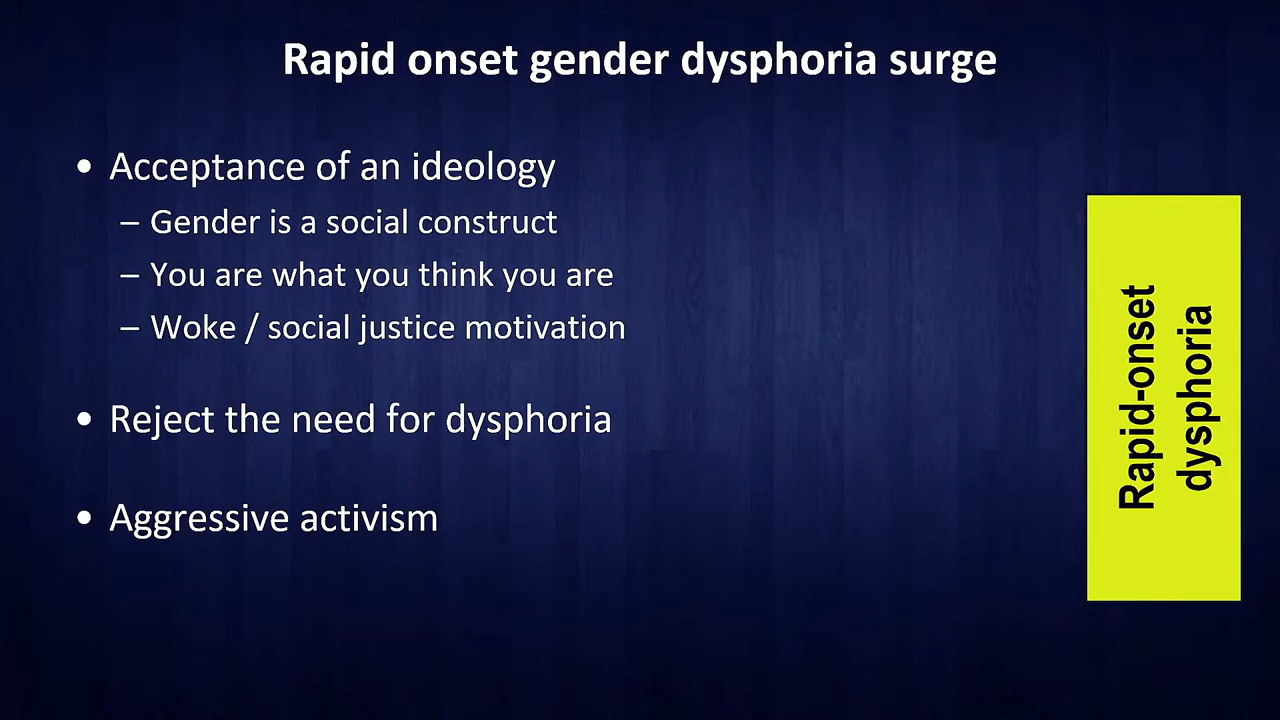 Rapid onset gender dysphoria surge
• Acceptance of an ideology
– Gender is a social construct
– You are what you think you are
– Woke / social justice motivation
• Reject the need for dysphoria
• Aggressive activism
Rapid-onset
dysphoria